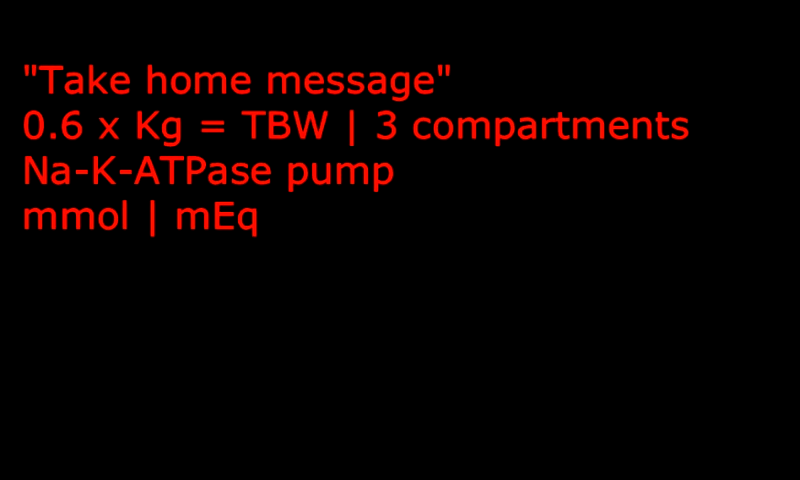 "Take home message"
0.6 x Kg = TBW | 3 compartments
Na-K-ATPase pump
mmol | mEq